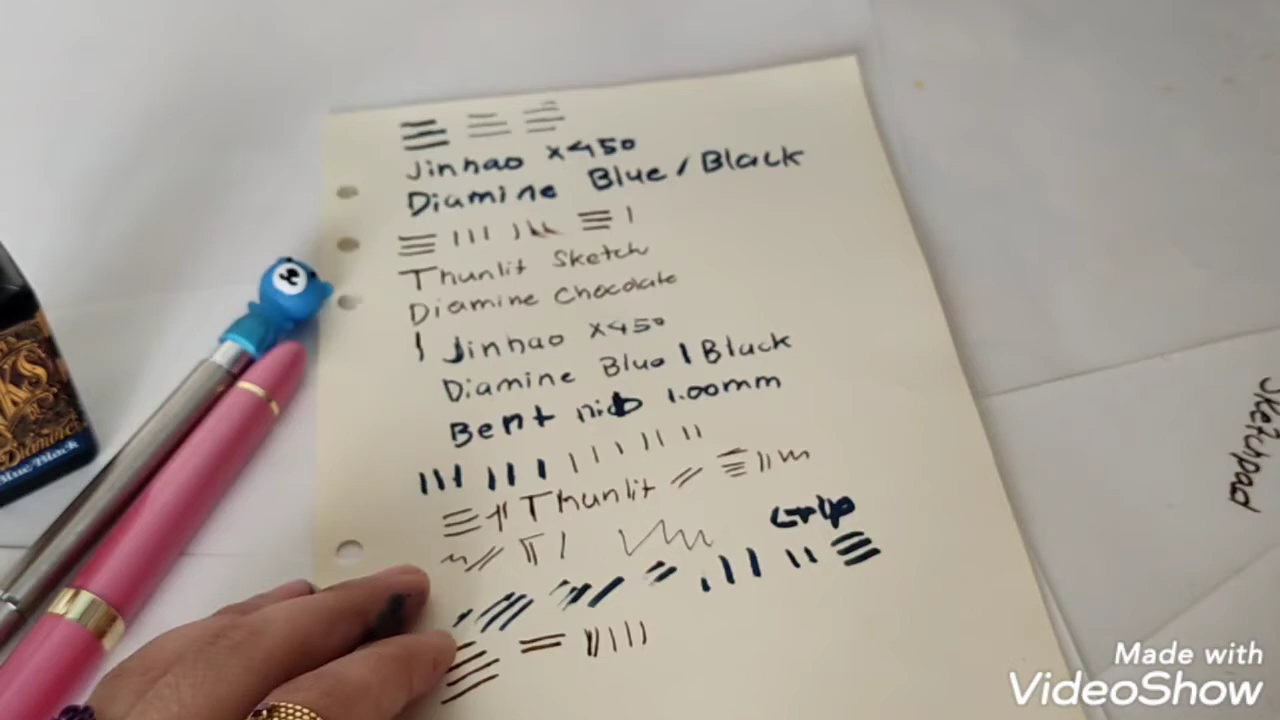 Jinhao x450
Diamine Blue/Black
Thunlit Sketch
Diamine Chocolate
Jinhao x450
Diamine Blue/Black
Bent nib 1.00mm
Thunlit
Diamine
Blue Black
Sketchpad
Made with
VideoShow